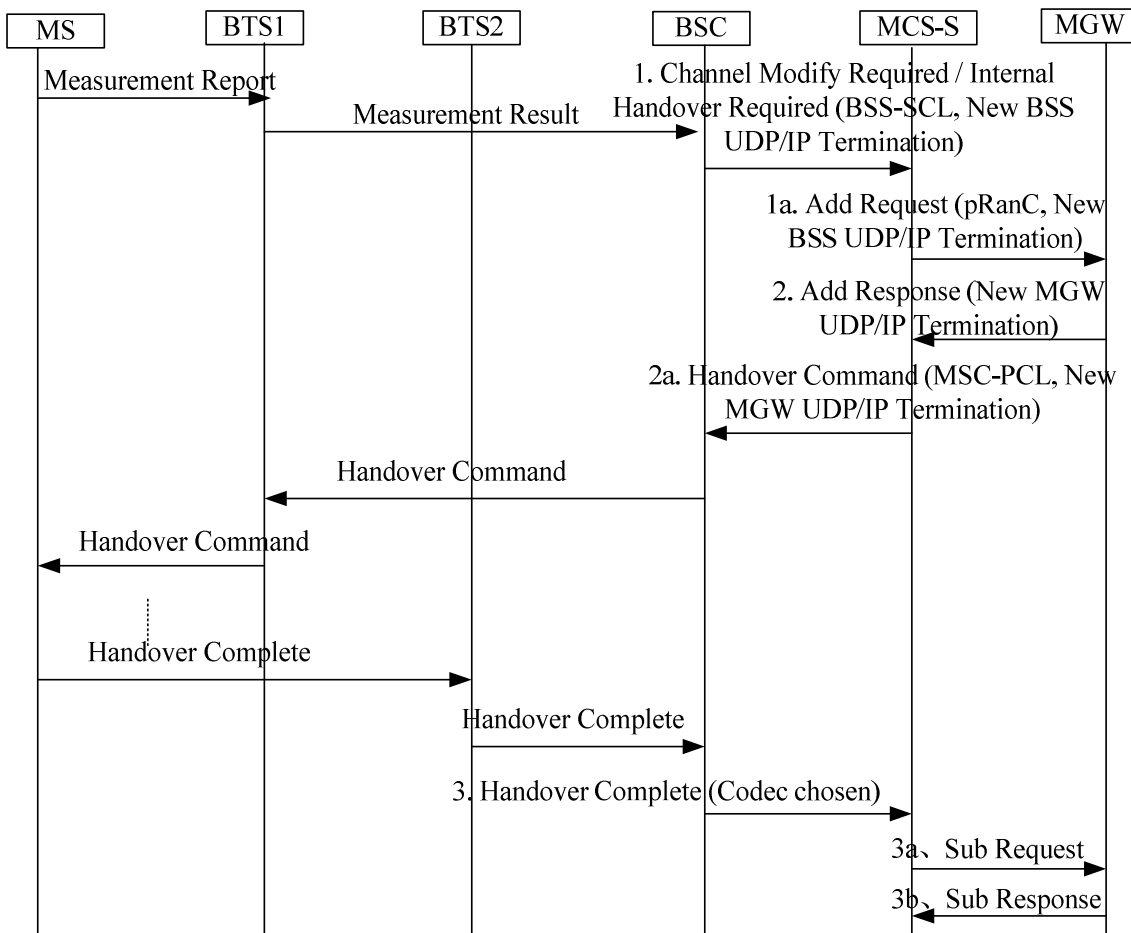 MS
BTS1
BTS2
BSC
MCS-S
MGW
Measurement Report
Measurement Result
1. Channel Modify Required / Internal
Handover Required (BSS-SCL, New BSS
UDP/IP Termination)
1a. Add Request (pRanC, New
BSS UDP/IP Termination)
2. Add Response (New MGW
UDP/IP Termination)
2a. Handover Command (MSC-PCL, New
MGW UDP/IP Termination)
Handover Command
Handover Command
Handover Complete
Handover Complete
3. Handover Complete (Codec chosen)
3a、Sub Request
3b、Sub Response